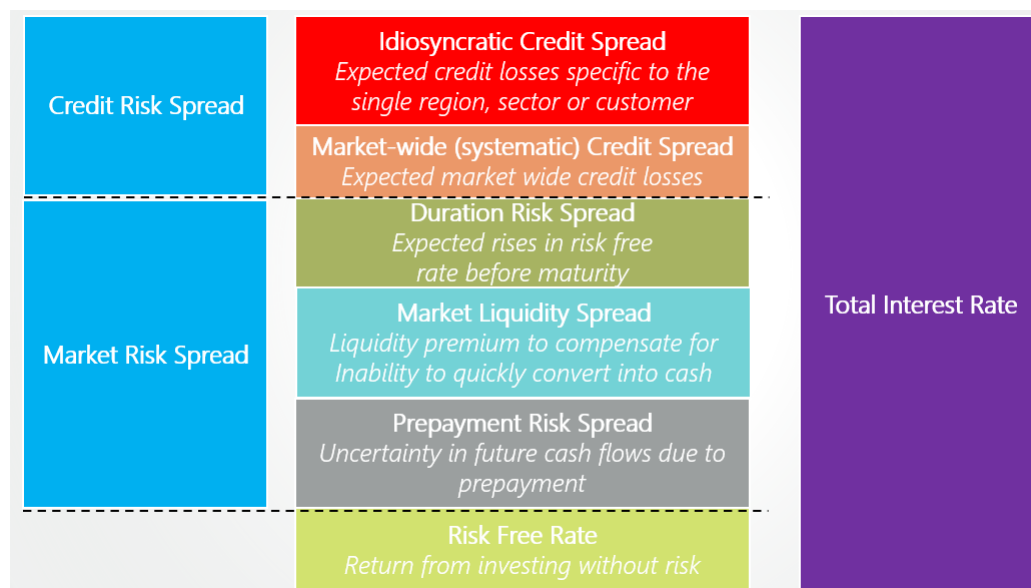 Credit Risk Spread
Idiosyncratic Credit Spread
Expected credit losses specific to the
single region, sector or customer
Market-wide (systematic) Credit Spread
Expected market wide credit losses
Market Risk Spread
Duration Risk Spread
Expected rises in risk free
rate before maturity
Market Liquidity Spread
Liquidity premium to compensate for
Inability to quickly convert into cash
Prepayment Risk Spread
Uncertainty in future cash flows due to
prepayment
Risk Free Rate
Return from investing without risk
Total Interest Rate